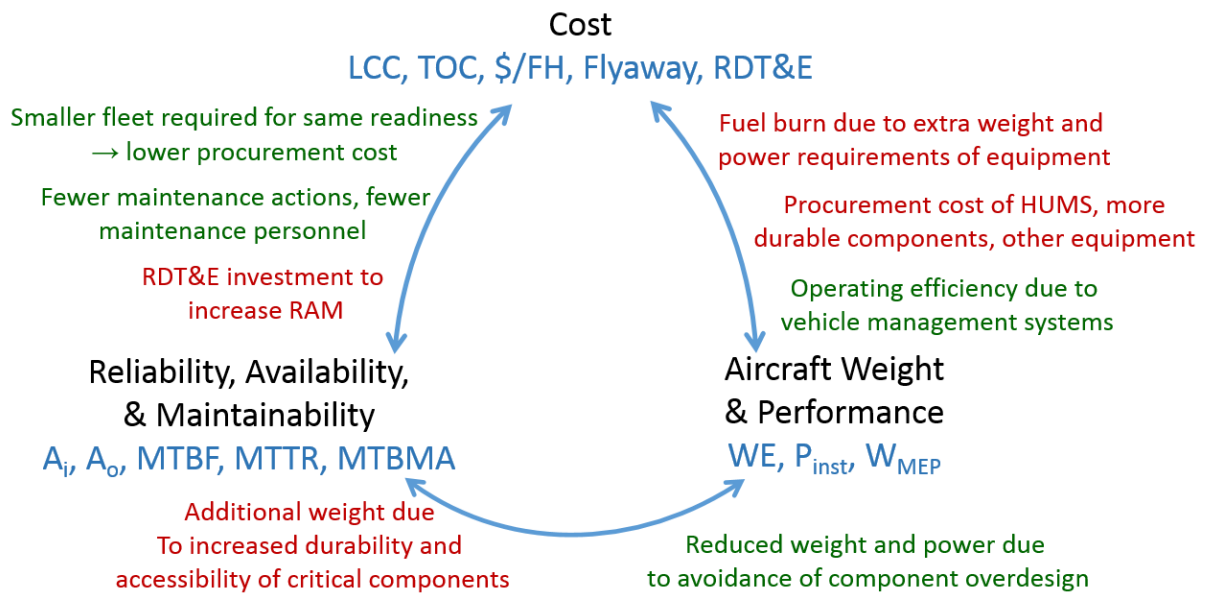 Cost
LCC, TOC, $/FH, Flyaway, RDT&E
Smaller fleet required for same readiness
→ lower procurement cost
Fewer maintenance actions, fewer
maintenance personnel
RDT&E investment to
increase RAM
Fuel burn due to extra weight and
power requirements of equipment
Procurement cost of HUMS, more
durable components, other equipment
Operating efficiency due to
vehicle management systems
Reliability, Availability,
& Maintainability
Ai, Ao, MTBF, MTTR, MTBMA
Aircraft Weight
& Performance
WE, Pinst, WMEP
Additional weight due
To increased durability and
accessibility of critical components
Reduced weight and power due
to avoidance of component overdesign